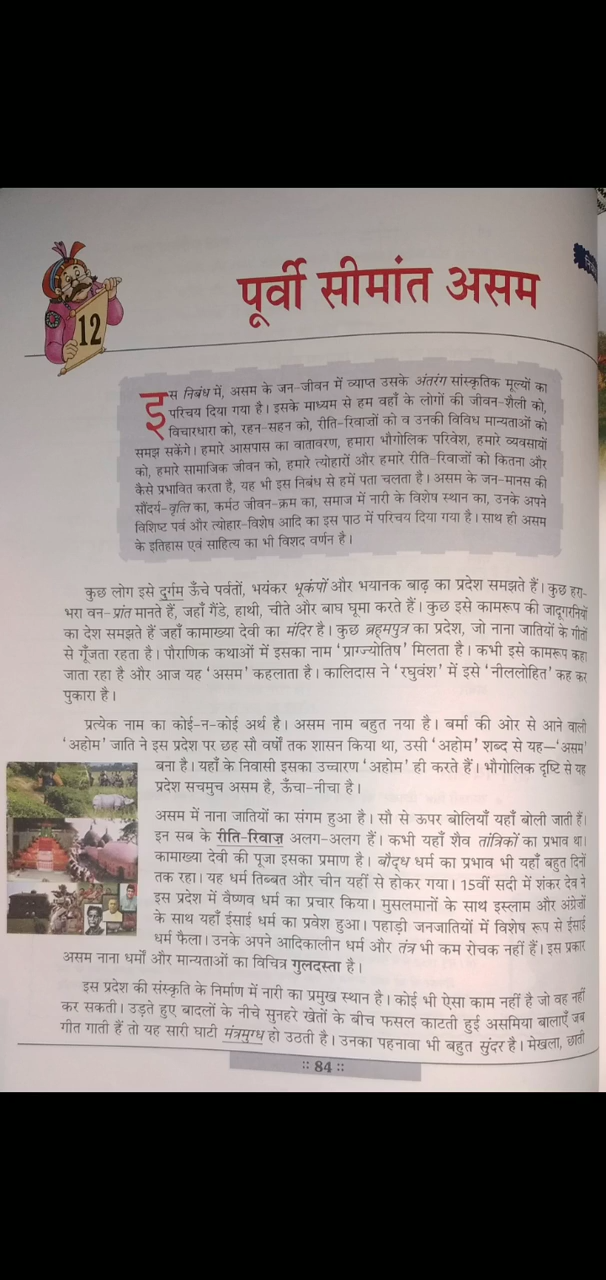 12
पूर्वी सीमांत असम
इस निबंध में, असम के जन-जीवन में व्याप्त उसके अंतरंग सांस्कृतिक मूल्यों का
परिचय दिया गया है। इसके माध्यम से हम वहाँ के लोगों की जीवन-शैली को,
विचारधारा को, रहन-सहन को, रीति-रिवाजों को व उनकी विविध मान्यताओं को
समझ सकेंगे। हमारे आसपास का वातावरण, हमारा भौगोलिक परिवेश, हमारे व्यवसायों
को, हमारे सामाजिक जीवन को, हमारे त्योहारों और हमारे रीति-रिवाजों को कितना और
कैसे प्रभावित करता है, यह भी इस निबंध से हमें पता चलता है। असम के जन-मानस की
सौंदर्य-वृत्ति का, कर्मठ जीवन-क्रम का, समाज में नारी के विशेष स्थान का, उनके अपने
विशिष्ट पर्व और त्योहार-विशेष आदि का इस पाठ में परिचय दिया गया है। साथ ही असम
के इतिहास एवं साहित्य का भी विशद वर्णन है।
कुछ लोग इसे दुर्गम ऊँचे पर्वतों, भयंकर भूकंपों और भयानक बाढ़ का प्रदेश समझते हैं। कुछ हरा-
भरा वन-प्रांत मानते हैं, जहाँ गैंडे, हाथी, चीते और बाघ घूमा करते हैं। कुछ इसे कामरूप की जादूगरनियों
का देश समझते हैं जहाँ कामाख्या देवी का मंदिर है। कुछ ब्रह्मपुत्र का प्रदेश, जो नाना जातियों के गीतों
से गूँजता रहता है। पौराणिक कथाओं में इसका नाम 'प्राग्ज्योतिष' मिलता है। कभी इसे कामरूप कहा
जाता रहा है और आज यह 'असम' कहलाता है। कालिदास ने 'रघुवंश' में इसे 'नीललोहित' कह कर
पुकारा है।
प्रत्येक नाम का कोई-न-कोई अर्थ है। असम नाम बहुत नया है। बर्मा की ओर से आने वाली
'अहोम' जाति ने इस प्रदेश पर छह सौ वर्षों तक शासन किया था, उसी 'अहोम' शब्द से यह—'असम'
बना है। यहाँ के निवासी इसका उच्चारण 'अहोम' ही करते हैं। भौगोलिक दृष्टि से यह
प्रदेश सचमुच असम है, ऊँचा-नीचा है।
असम में नाना जातियों का संगम हुआ है। सौ से ऊपर बोलियाँ यहाँ बोली जाती हैं।
इन सब के रीति-रिवाज़ अलग-अलग हैं। कभी यहाँ शैव तांत्रिकों का प्रभाव था।
कामाख्या देवी की पूजा इसका प्रमाण है। बौद्ध धर्म का प्रभाव भी यहाँ बहुत दिनों
तक रहा। यह धर्म तिब्बत और चीन यहीं से होकर गया। 15वीं सदी में शंकर देव ने
इस प्रदेश में वैष्णव धर्म का प्रचार किया। मुसलमानों के साथ इस्लाम और अंग्रेज़ों
के साथ यहाँ ईसाई धर्म का प्रवेश हुआ। पहाड़ी जनजातियों में विशेष रूप से ईसाई
धर्म फैला। उनके अपने आदिकालीन धर्म और तंत्र भी कम रोचक नहीं हैं। इस प्रकार
असम नाना धर्मों और मान्यताओं का विचित्र गुलदस्ता है।
इस प्रदेश की संस्कृति के निर्माण में नारी का प्रमुख स्थान है। कोई भी ऐसा काम नहीं है जो वह नहीं
कर सकती। उड़ते हुए बादलों के नीचे सुनहरे खेतों के बीच फसल काटती हुई असमिया बालाएँ जब
गीत गाती हैं तो यह सारी घाटी मंत्रमुग्ध हो उठती है। उनका पहनावा भी बहुत सुंदर है। मेखला, छाती
:: 84 ::